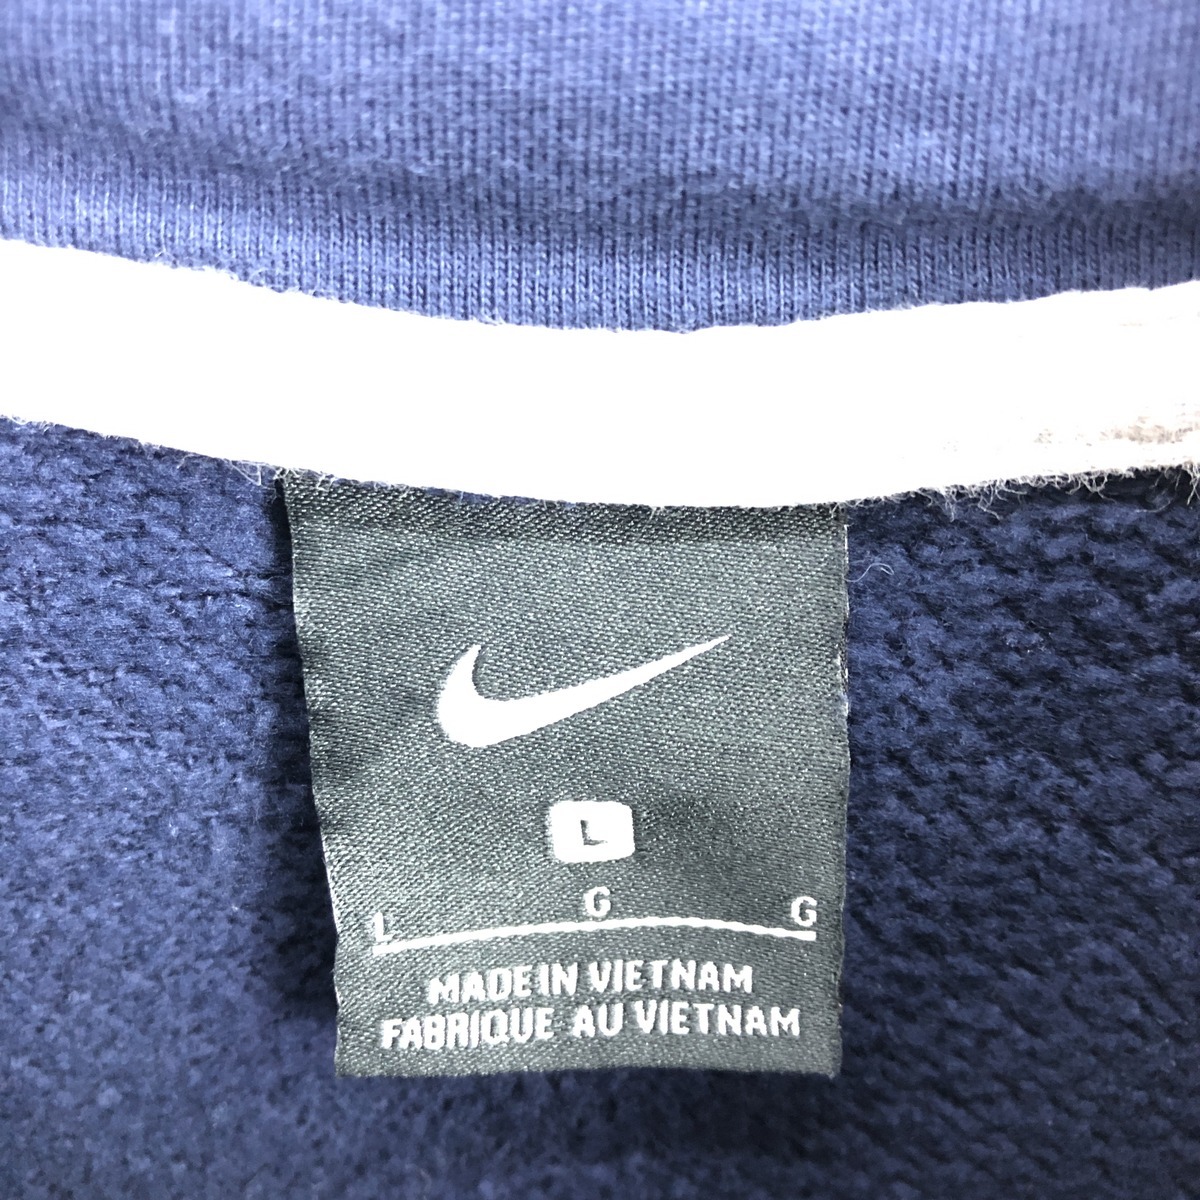 L
L G G
MADE IN VIETNAM
FABRIQUE AU VIETNAM